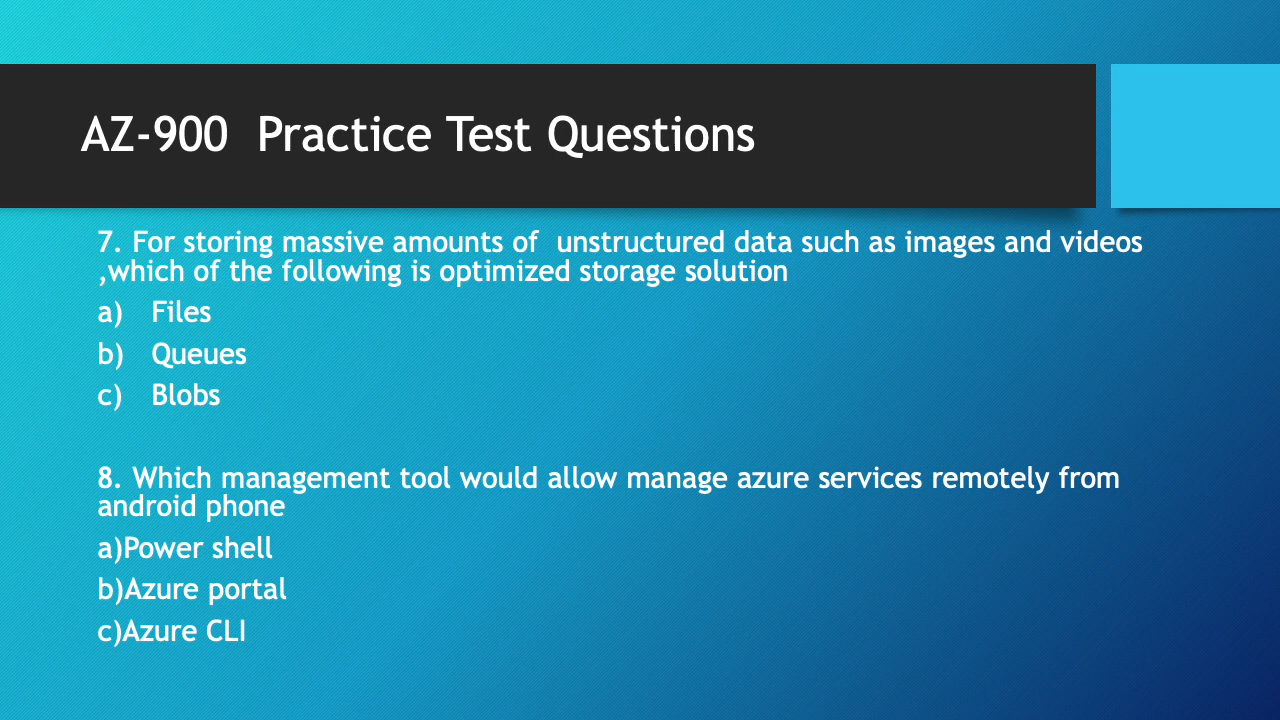 AZ-900  Practice Test Questions
7. For storing massive amounts of  unstructured data such as images and videos
,which of the following is optimized storage solution
a) Files
b) Queues
c) Blobs
8. Which management tool would allow manage azure services remotely from
android phone
a)Power shell
b)Azure portal
c)Azure CLI